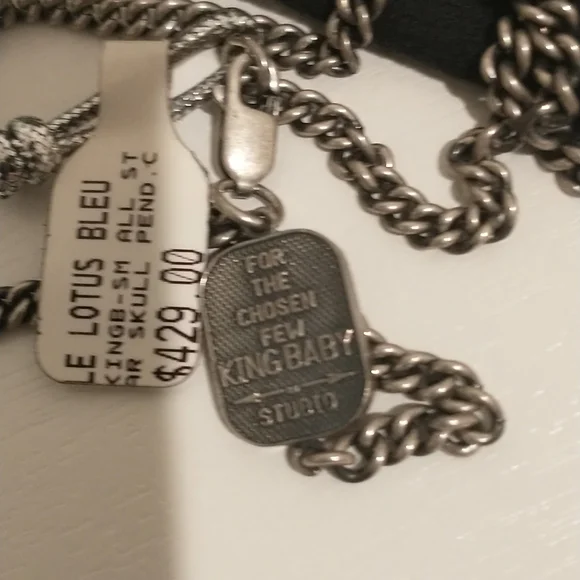 LE LOTUS BLEU
KINGB-SM ALL ST
AR SKULL PEND.C
$429.00
FOR
THE
CHOSEN
FEW
KING BABY
STUDIO